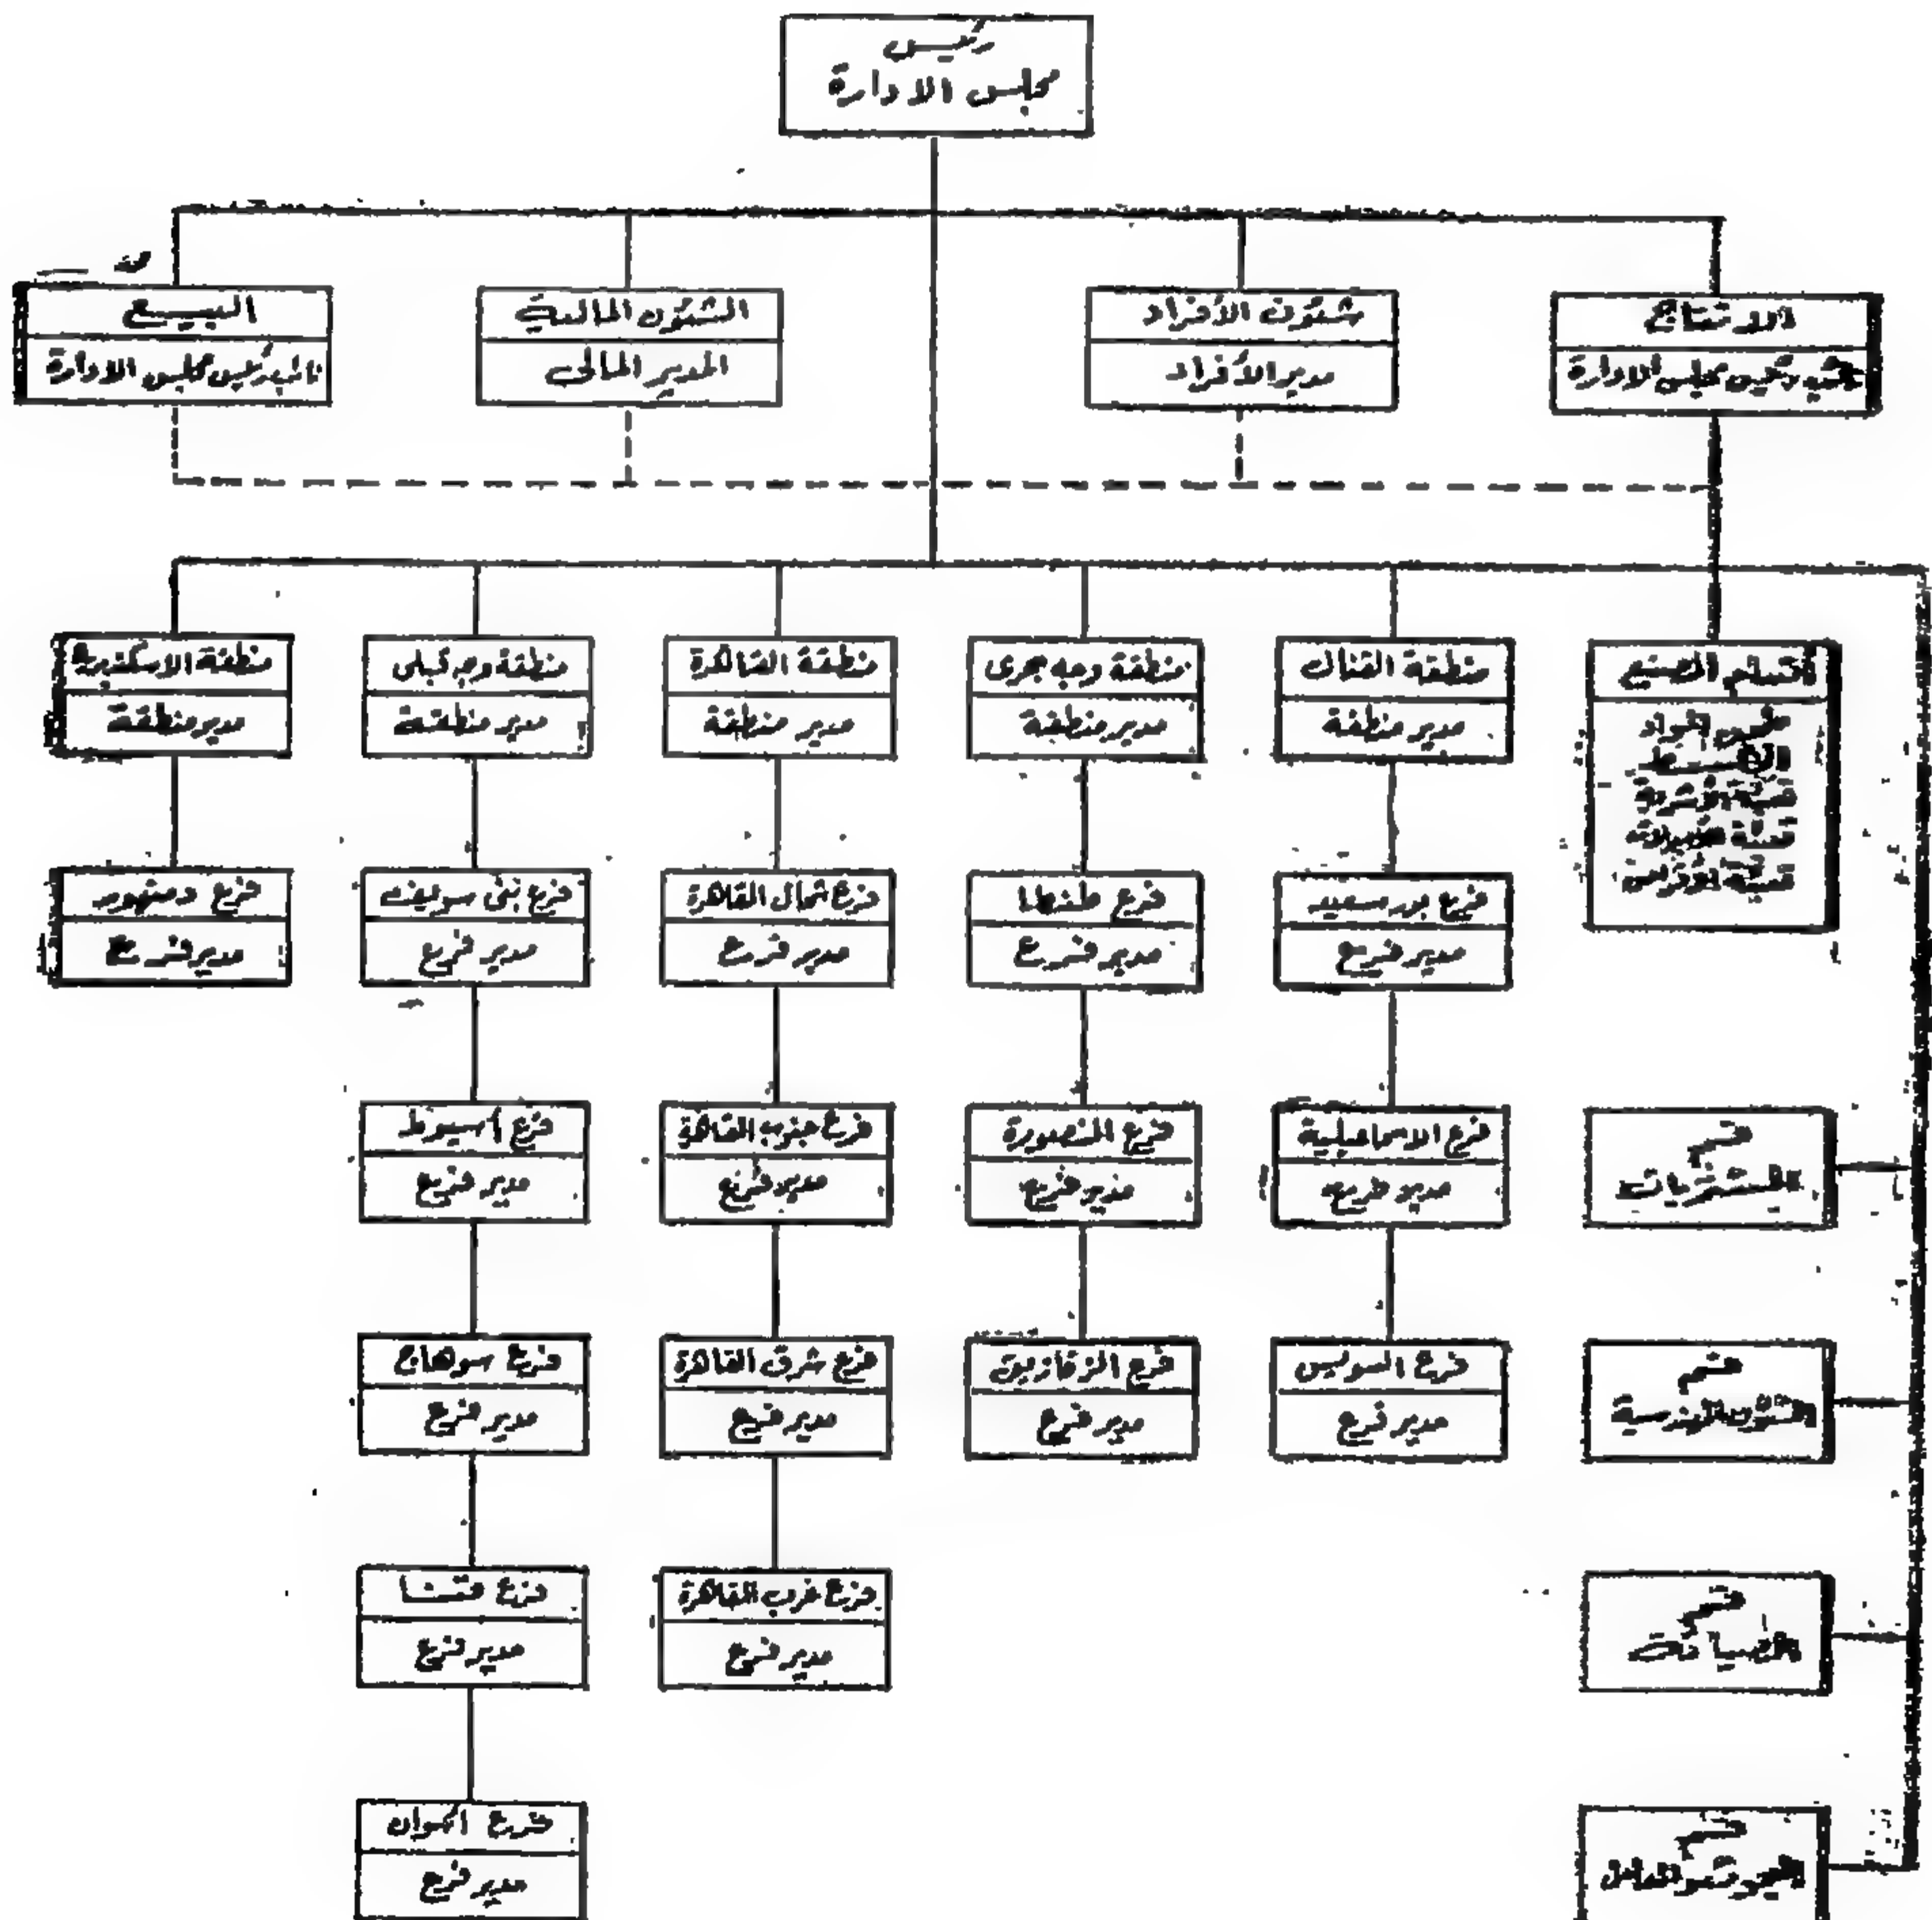 رئيس
مجلس الادارة
الانتاج
نائب رئيس مجلس الادارة
شئون الأفراد
مدير الأفراد
الشئون المالية
المدير المالى
البيع
نائب رئيس مجلس الادارة
أقسام المصنع
المواد
منطقة القناك
مدير منطقة
منطقة وجه بحرى
مدير منطقة
منطقة القاهرة
مدير منطقة
منطقة وجه قبلى
مدير منطقة
منطقة الاسكندرية
مدير منطقة
فرع بور سعيد
مدير فرع
فرع طنطا
مدير فرع
فرع شمال القاهرة
مدير فرع
فرع بنى سويف
مدير فرع
فرع دمنهور
مدير فرع
قسم
المشتريات
فرع الاسماعيلية
مدير فرع
فرع المنصورة
مدير فرع
فرع جنوب القاهرة
مدير فرع
فرع أسيوط
مدير فرع
قسم
الشئون الهندسية
فرع السويس
مدير فرع
فرع الزقازيق
مدير فرع
فرع شرق القاهرة
مدير فرع
فرع سوهاج
مدير فرع
قسم
الصيانة
فرع غرب القاهرة
مدير فرع
فرع قنا
مدير فرع
قسم
فرع اسوان
مدير فرع